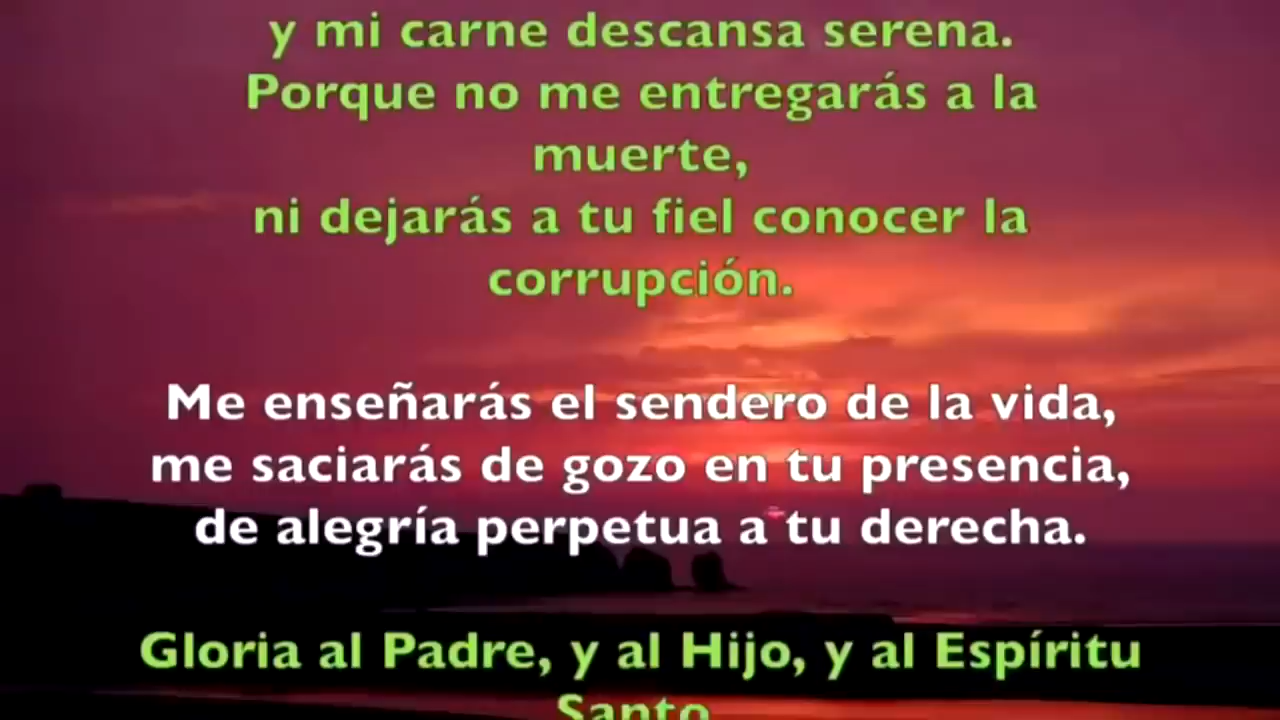 y mi carne descansa serena.
Porque no me entregarás a la
muerte,
ni dejarás a tu fiel conocer la
corrupción.
Me enseñarás el sendero de la vida,
me saciarás de gozo en tu presencia,
de alegría perpetua a tu derecha.
Gloria al Padre, y al Hijo, y al Espíritu
Santo